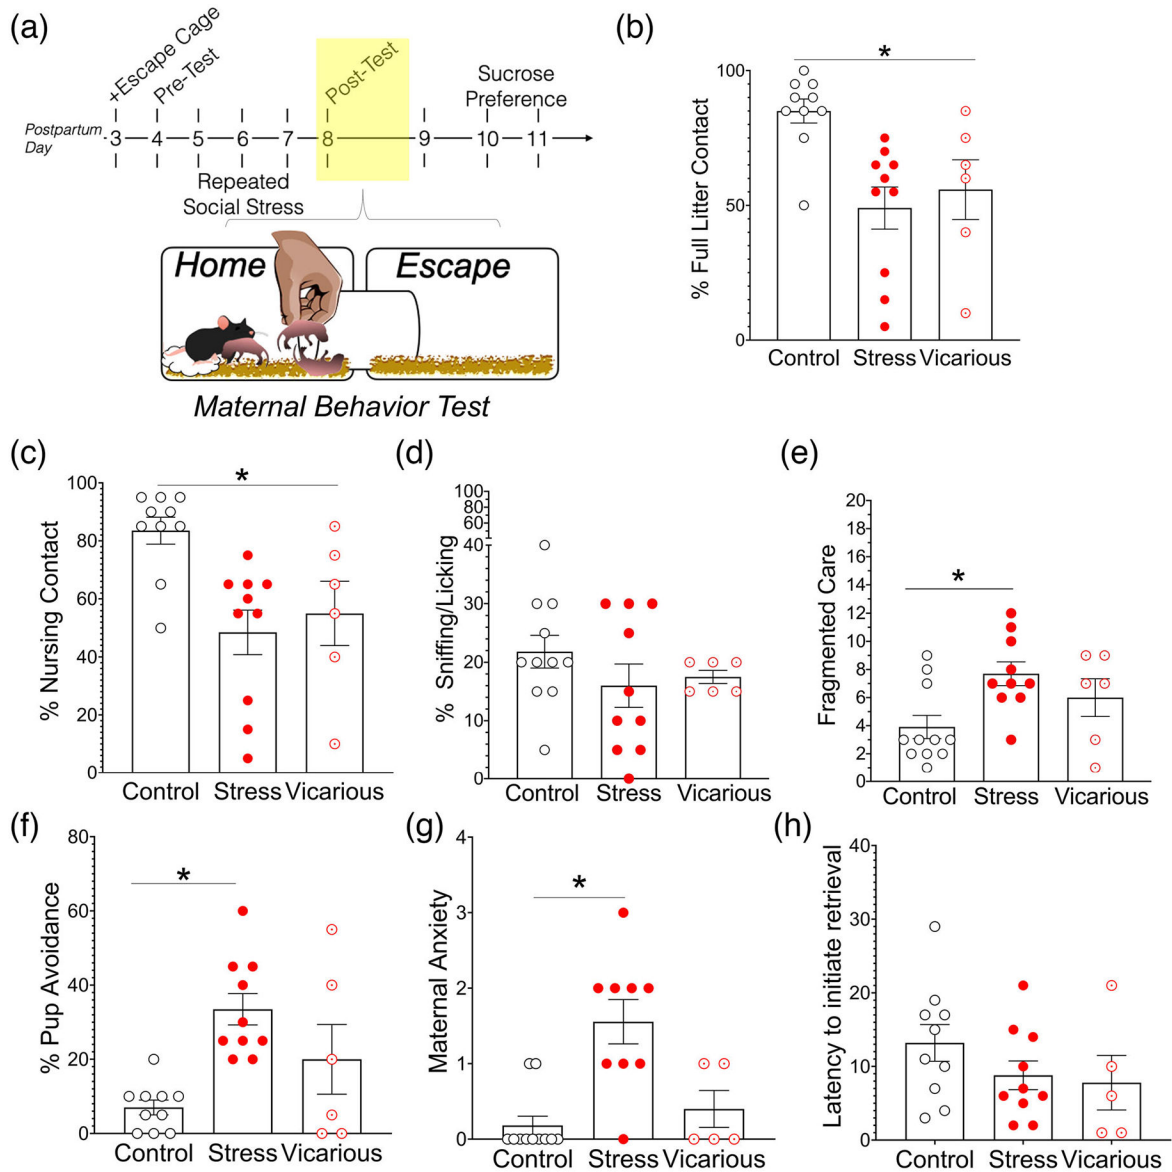 (a)
+Escape Cage
Pre-Test
Post-Test
Sucrose
Preference
Postpartum
Day
3 4 5 6 7 8 9 10 11
Repeated
Social Stress
Home
Escape
Maternal Behavior Test
(b)
*
% Full Litter Contact
100
50
0
Control Stress Vicarious
(c)
*
% Nursing Contact
100
80
60
40
20
0
Control Stress Vicarious
(d)
% Sniffing/Licking
100
80
60
40
30
20
10
0
Control Stress Vicarious
(e)
*
Fragmented Care
20
18
16
14
12
10
8
6
4
2
0
Control Stress Vicarious
(f)
*
% Pup Avoidance
80
60
40
20
0
Control Stress Vicarious
(g)
*
Maternal Anxiety
4
3
2
1
0
Control Stress Vicarious
(h)
Latency to initiate retrieval
40
30
20
10
0
Control Stress Vicarious